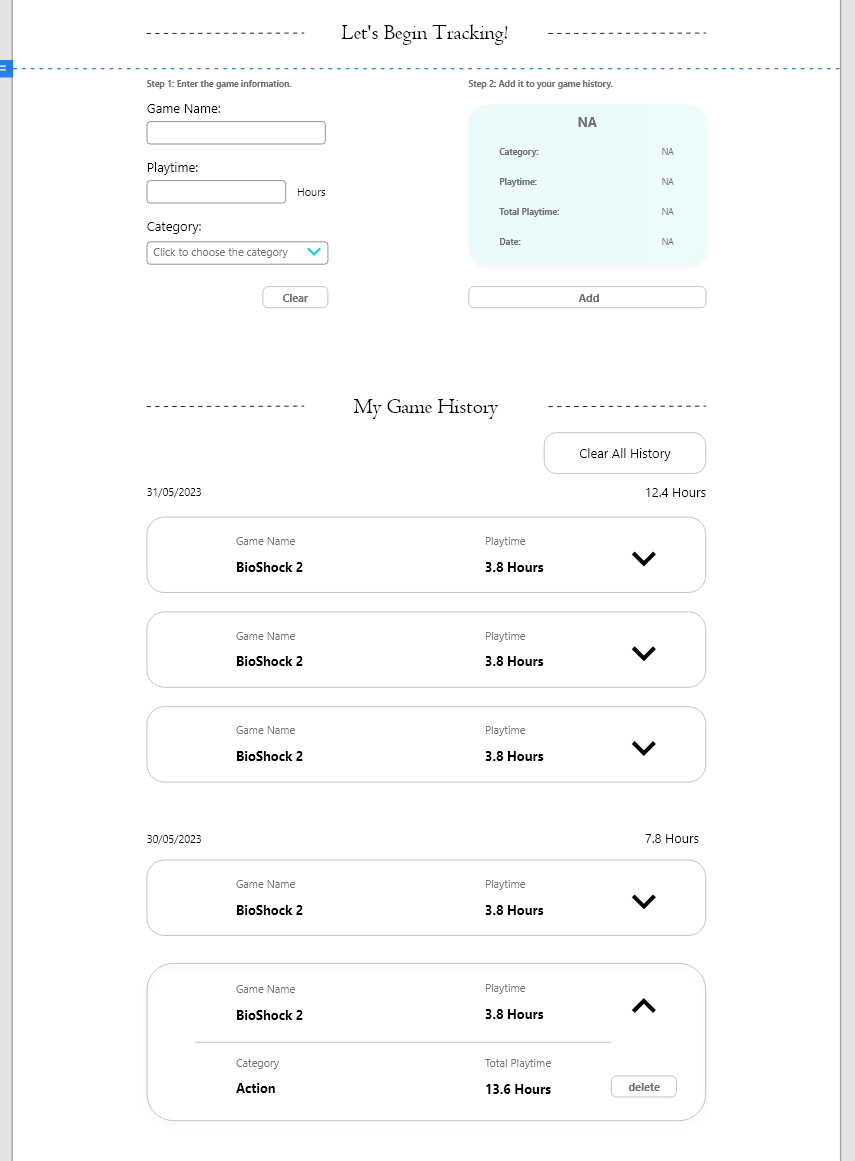 Let's Begin Tracking!
Step 1: Enter the game information.
Step 2: Add it to your game history.
Game Name:
Playtime:
Hours
Category:
Click to choose the category
Clear
NA
Category: NA
Playtime: NA
Total Playtime: NA
Date: NA
Add
My Game History
Clear All History
31/05/2023 12.4 Hours
Game Name Playtime
BioShock 2 3.8 Hours
Game Name Playtime
BioShock 2 3.8 Hours
Game Name Playtime
BioShock 2 3.8 Hours
30/05/2023 7.8 Hours
Game Name Playtime
BioShock 2 3.8 Hours
Game Name Playtime
BioShock 2 3.8 Hours
Category Total Playtime
Action 13.6 Hours
delete